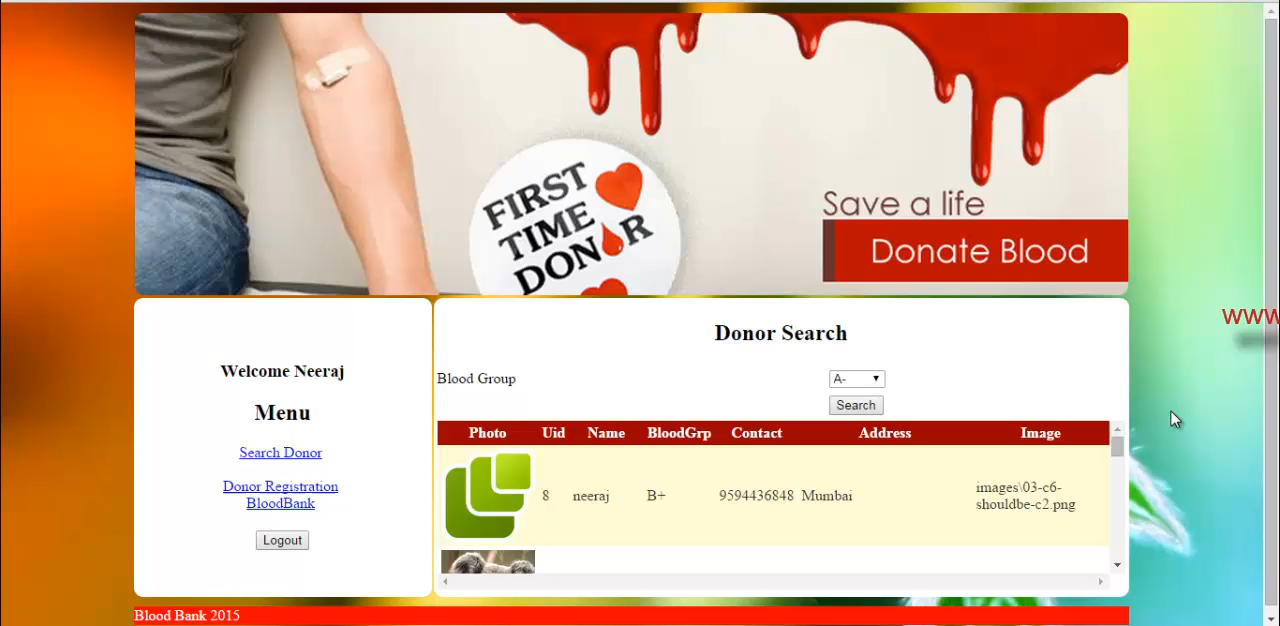 FIRST
TIME
DONOR
Save a life
Donate Blood
www
Welcome Neeraj
Menu
Search Donor
Donor Registration
BloodBank
Logout
Donor Search
Blood Group
A-
Search
Photo Uid Name BloodGrp Contact Address Image
8 neeraj B+ 9594436848 Mumbai images\03-c6-
shouldbe-c2.png
Blood Bank 2015